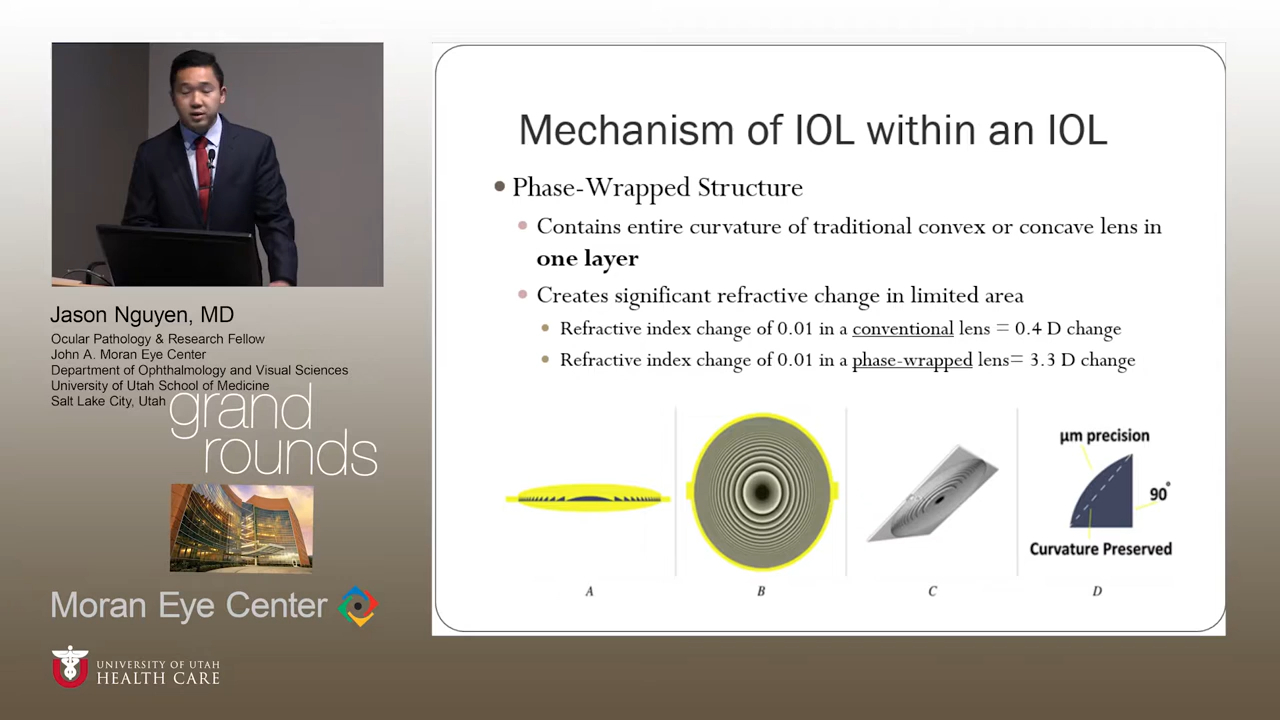 Mechanism of IOL within an IOL
Phase-Wrapped Structure
Contains entire curvature of traditional convex or concave lens in
one layer
Creates significant refractive change in limited area
Refractive index change of 0.01 in a conventional lens = 0.4 D change
Refractive index change of 0.01 in a phase-wrapped lens= 3.3 D change
µm precision
90°
Curvature Preserved
A
B
C
D
Jason Nguyen, MD
Ocular Pathology & Research Fellow
John A. Moran Eye Center
Department of Ophthalmology and Visual Sciences
University of Utah School of Medicine
Salt Lake City, Utah
grand
rounds
Moran Eye Center
U
UNIVERSITY OF UTAH
HEALTH CARE